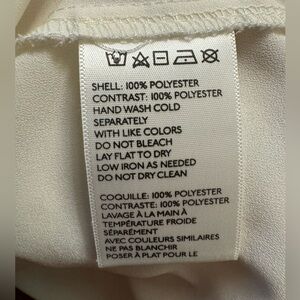 SHELL: 100% POLYESTER
CONTRAST: 100% POLYESTER
HAND WASH COLD
SEPARATELY
WITH LIKE COLORS
DO NOT BLEACH
LAY FLAT TO DRY
LOW IRON AS NEEDED
DO NOT DRY CLEAN
COQUILLE: 100% POLYESTER
CONTRASTE: 100% POLYESTER
LAVAGE À LA MAIN À
TEMPÉRATURE FROIDE
SÉPARÉMENT
AVEC COULEURS SIMILAIRES
NE PAS BLANCHIR
POSER À PLAT POUR LE